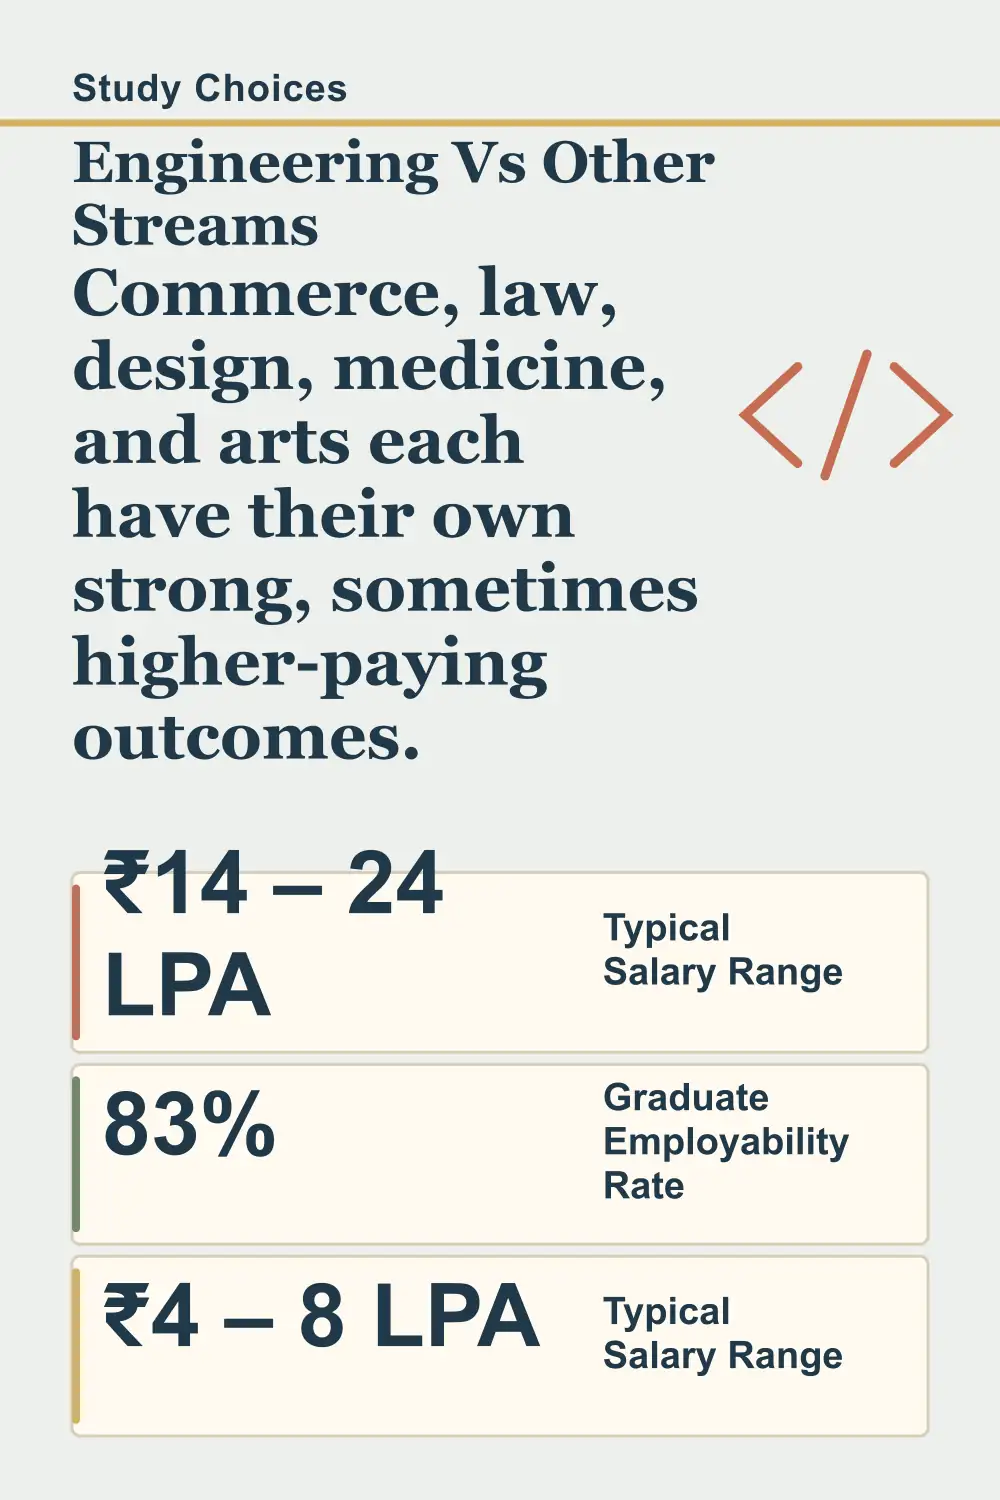 Study Choices
Engineering Vs Other
Streams
Commerce, law,
design, medicine,
and arts each
have their own
strong, sometimes
higher-paying
outcomes.
₹14 – 24
LPA
Typical
Salary Range
83%
Graduate
Employability
Rate
₹4 – 8 LPA
Typical
Salary Range